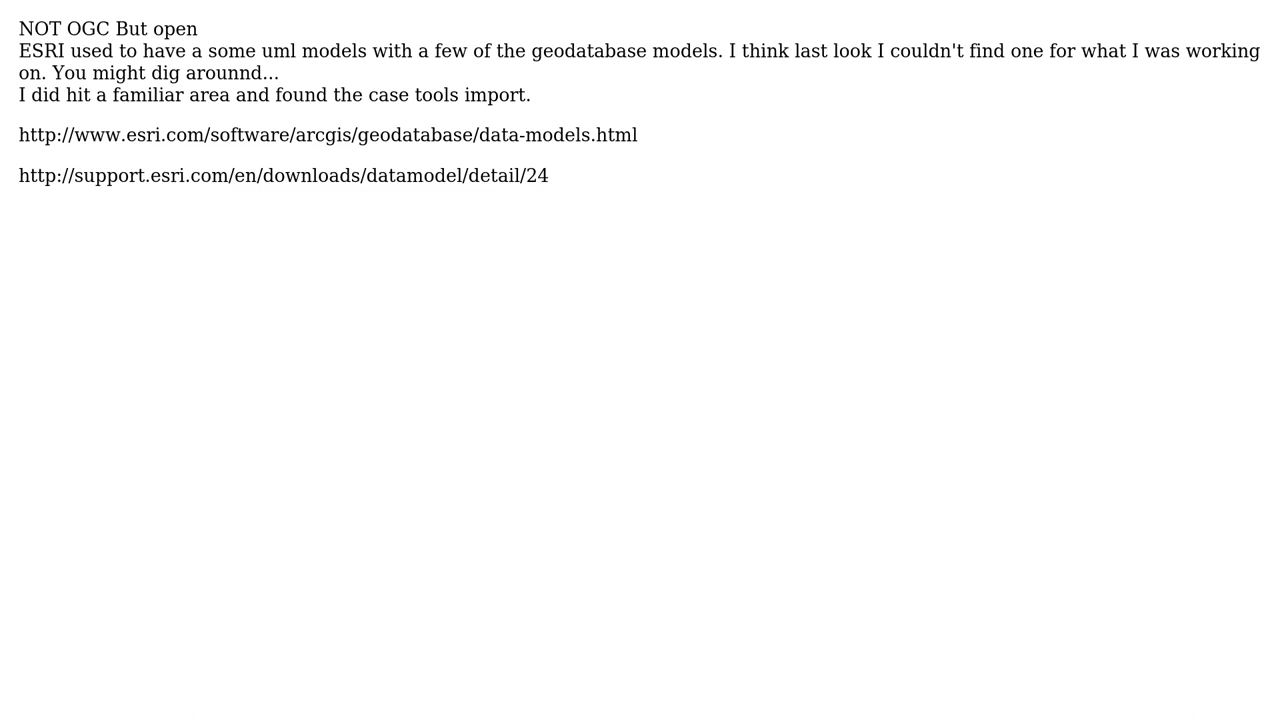 NOT OGC But open
ESRI used to have a some uml models with a few of the geodatabase models. I think last look I couldn't find one for what I was working
on. You might dig arounnd...
I did hit a familiar area and found the case tools import.
http://www.esri.com/software/arcgis/geodatabase/data-models.html
http://support.esri.com/en/downloads/datamodel/detail/24